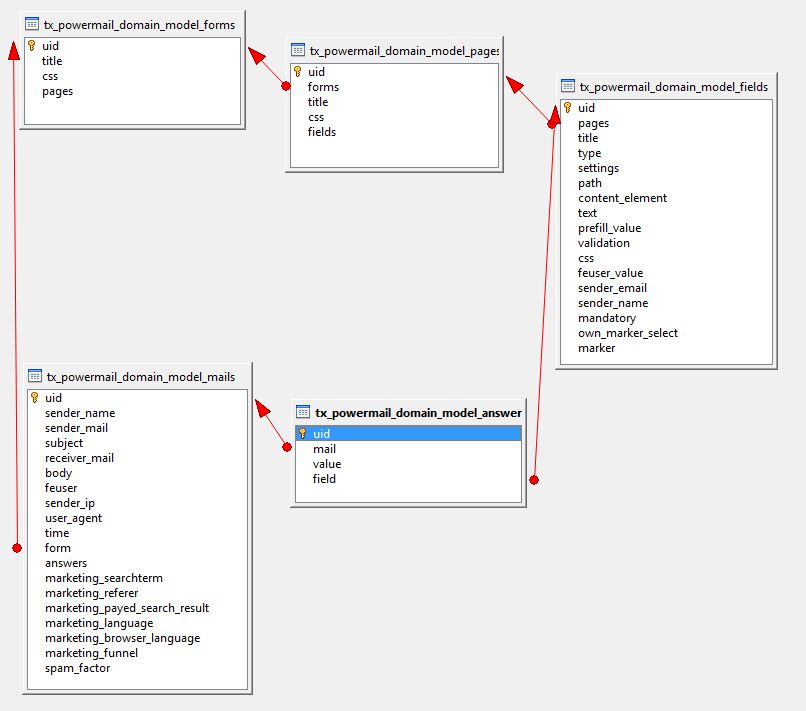 tx_powermail_domain_model_forms
uid
title
css
pages
tx_powermail_domain_model_pages
uid
forms
title
css
fields
tx_powermail_domain_model_fields
uid
pages
title
type
settings
path
content_element
text
prefill_value
validation
css
feuser_value
sender_email
sender_name
mandatory
own_marker_select
marker
tx_powermail_domain_model_mails
uid
sender_name
sender_mail
subject
receiver_mail
body
feuser
sender_ip
user_agent
time
form
answers
marketing_searchterm
marketing_referer
marketing_payed_search_result
marketing_language
marketing_browser_language
marketing_funnel
spam_factor
tx_powermail_domain_model_answer
uid
mail
value
field